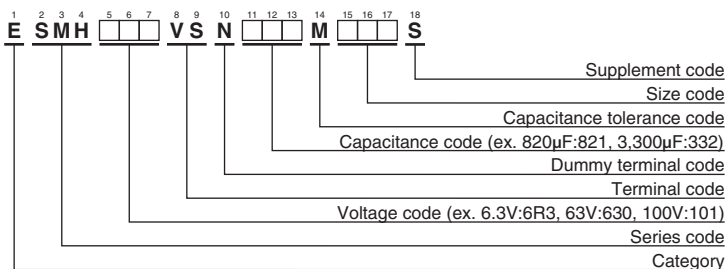 1 2 3 4 5 6 7 8 9 10 11 12 13 14 15 16 17 18
E SMH □□□ VS N □□□ M □□□ S
Supplement code
Size code
Capacitance tolerance code
Capacitance code (ex. 820µF:821, 3,300µF:332)
Dummy terminal code
Terminal code
Voltage code (ex. 6.3V:6R3, 63V:630, 100V:101)
Series code
Category